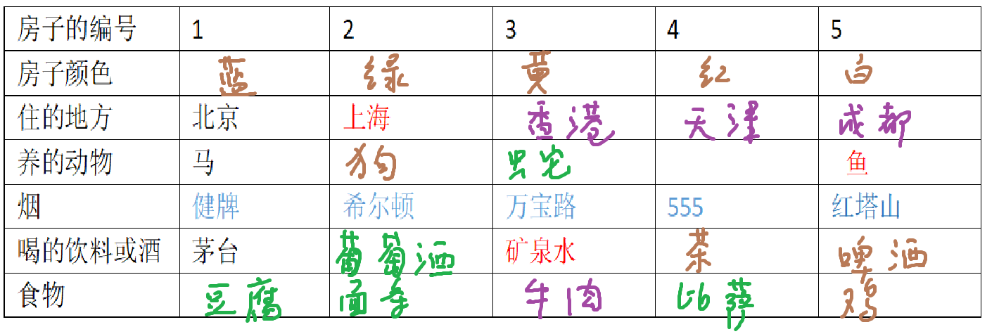 房子的编号 1 2 3 4 5
房子颜色 蓝 绿 黄 红 白
住的地方 北京 上海 香港 天津 成都
养的动物 马 狗 鱼
烟 健牌 希尔顿 万宝路 555 红塔山
喝的饮料或酒 茅台 葡萄酒 矿泉水 茶 啤酒
食物 豆腐 面条 牛肉 比萨 鸡